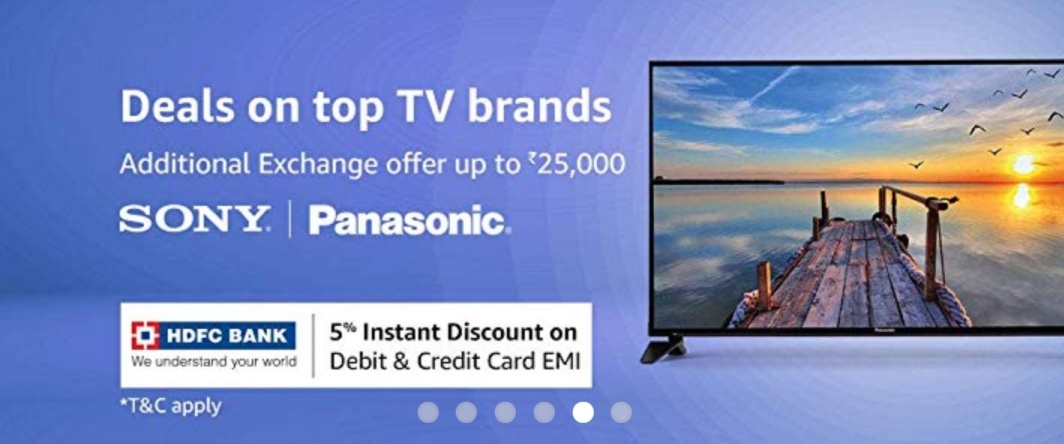 Deals on top TV brands
Additional Exchange offer up to ₹25,000
SONY | Panasonic
HDFC BANK
We understand your world
5% Instant Discount on
Debit & Credit Card EMI
*T&C apply
Panasonic